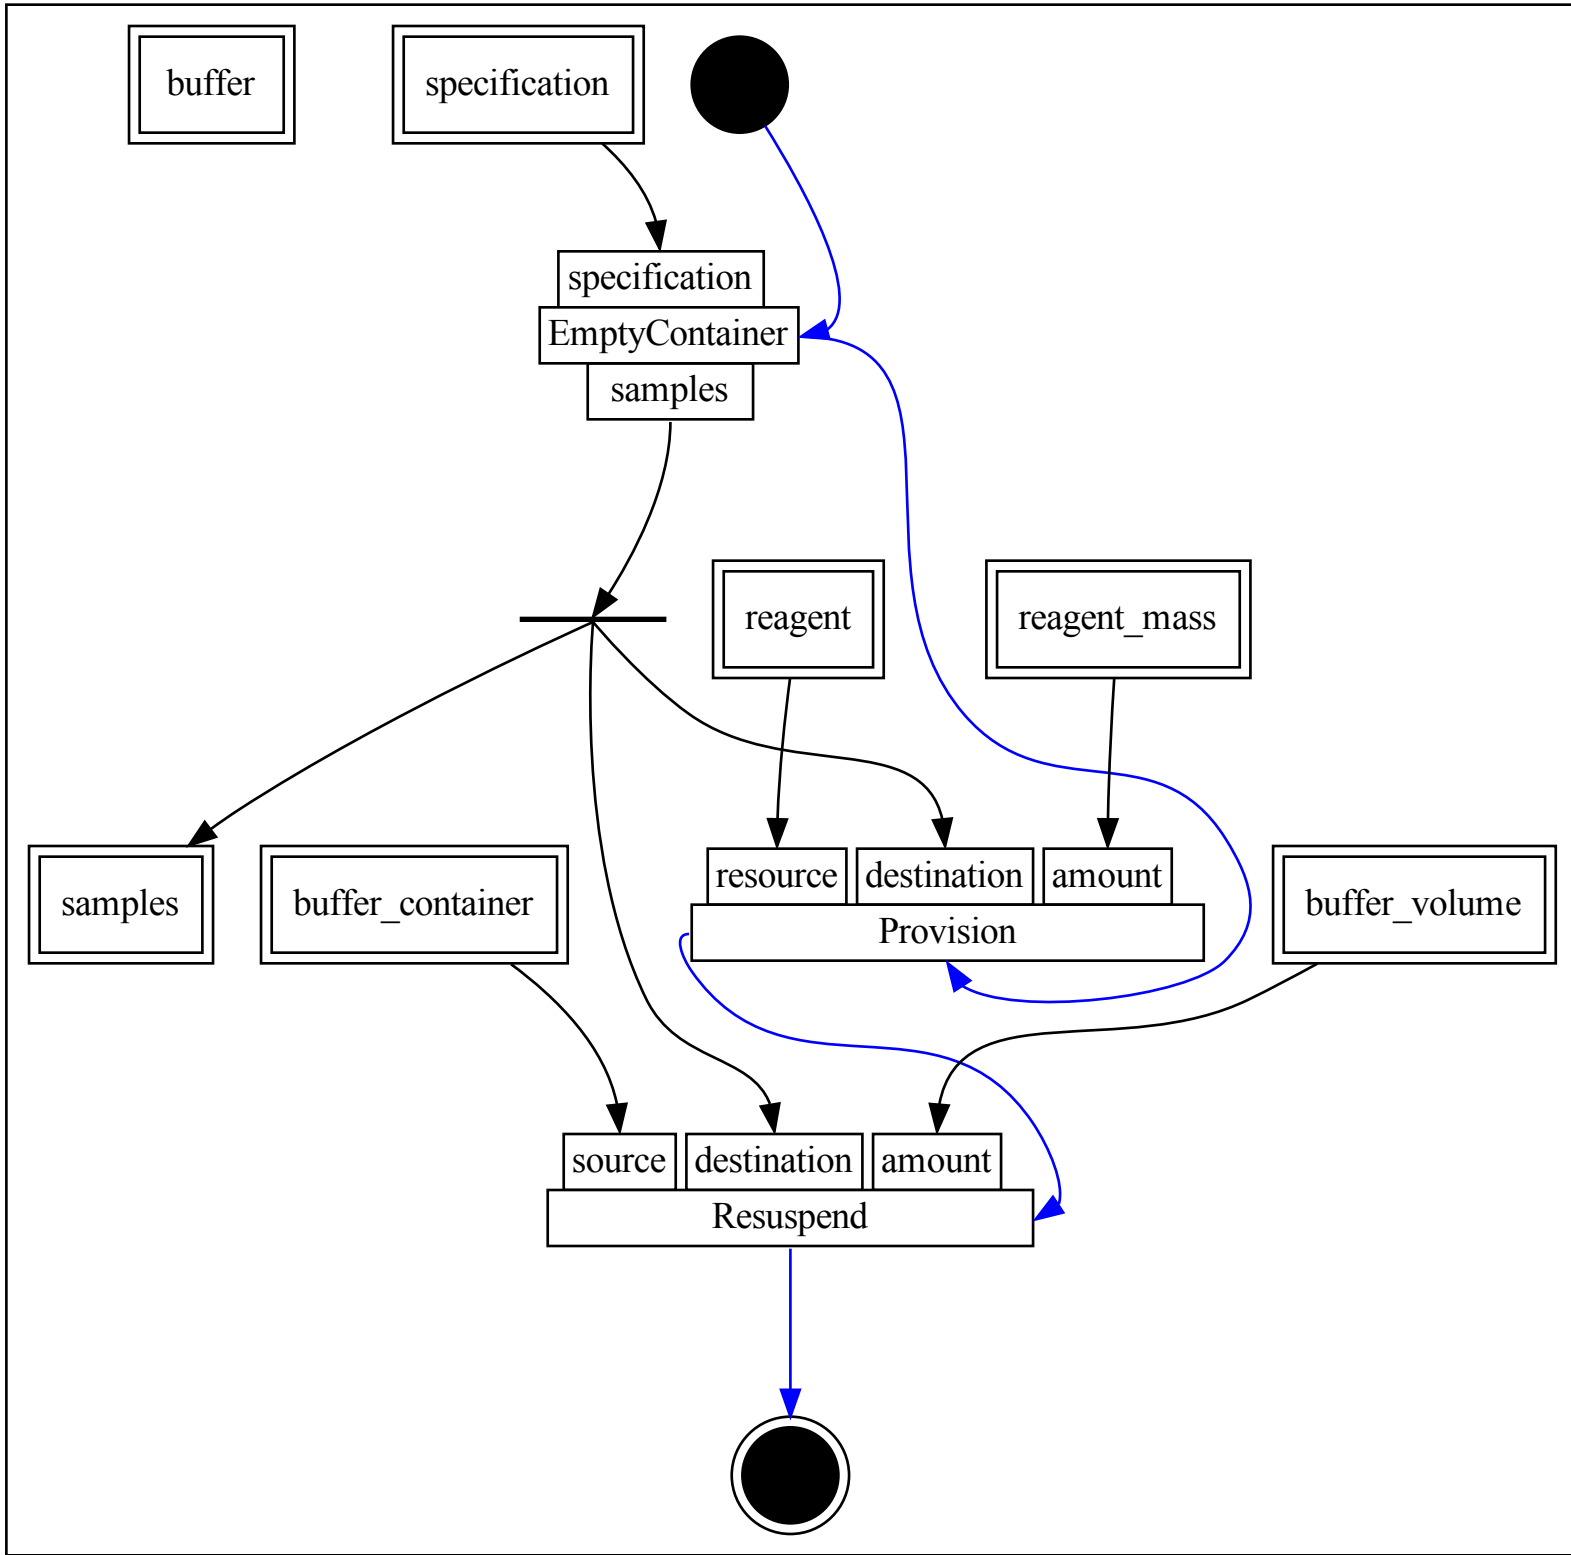 buffer
specification
specification
EmptyContainer
samples
reagent
reagent_mass
samples
buffer_container
resource
destination
amount
Provision
buffer_volume
source
destination
amount
Resuspend